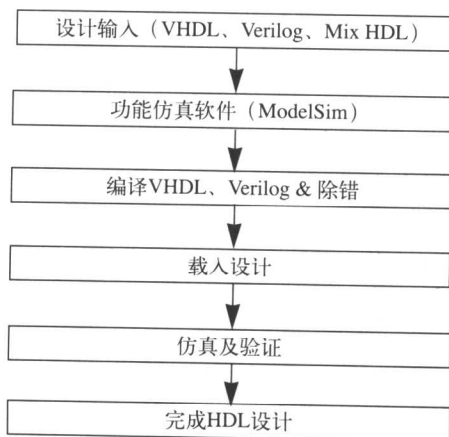 设计输入（VHDL、Verilog、Mix HDL）
功能仿真软件（ModelSim）
编译VHDL、Verilog & 除错
载入设计
仿真及验证
完成HDL设计